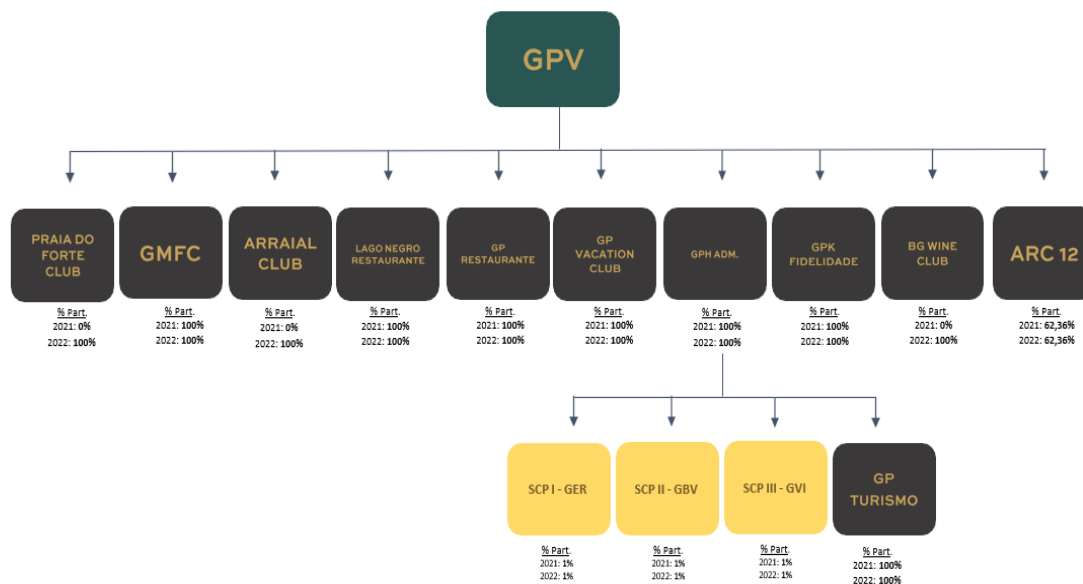 GPV
PRAIA DO
FORTE
CLUB
% Part.
2021: 0%
2022: 100%
GMFC
% Part.
2021: 100%
2022: 100%
ARRAIAL
CLUB
% Part.
2021: 0%
2022: 100%
LAGO NEGRO
RESTAURANTE
% Part.
2021: 100%
2022: 100%
GP
RESTAURANTE
% Part.
2021: 100%
2022: 100%
GP
VACATION
CLUB
% Part.
2021: 100%
2022: 100%
GPH ADM.
% Part.
2021: 100%
2022: 100%
GPK
FIDELIDADE
% Part.
2021: 100%
2022: 100%
BG WINE
CLUB
% Part.
2021: 0%
2022: 100%
ARC 12
% Part.
2021: 62,36%
2022: 62,36%
SCP I - GER
% Part.
2021: 1%
2022: 1%
SCP II - GBV
% Part.
2021: 1%
2022: 1%
SCP III - GVI
% Part.
2021: 1%
2022: 1%
GP
TURISMO
% Part.
2021: 100%
2022: 100%